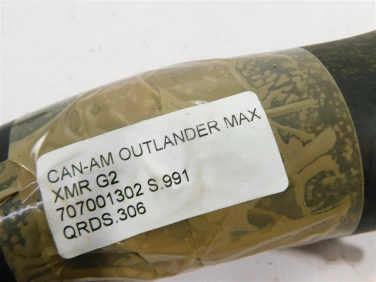 CAN-AM OUTLANDER MAX
XMR G2
707001302 S.991
QRDS.306